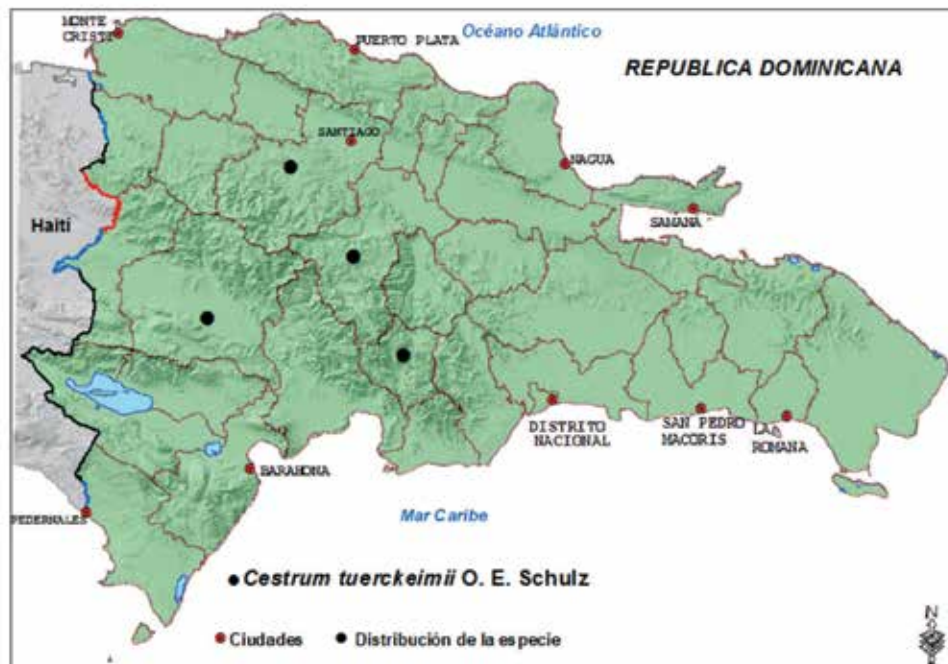 MONTE
CRISTI
PUERTO PLATA
Océano Atlántico
REPUBLICA DOMINICANA
SANTIAGO
NAGUA
SAMANA
Haití
DISTRITO
NACIONAL
SAN PEDRO
MACORIS
LA
ROMANA
BARAHONA
PEDERNALES
Mar Caribe
Cestrum tuerckeimii O. E. Schulz
Ciudades
Distribución de la especie
N